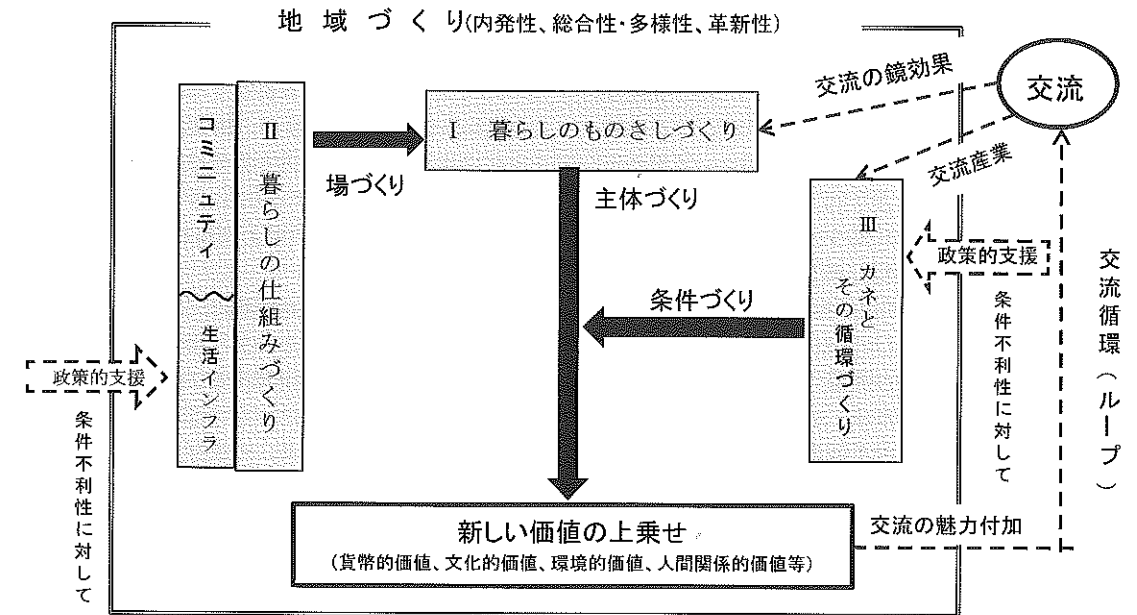 地域づくり(内発性、総合性・多様性、革新性)
交流の鏡効果
交流
交流産業
Ⅰ 暮らしのものさしづくり
Ⅱ 暮らしの仕組みづくり
コミニュティ
生活インフラ
場づくり
主体づくり
Ⅲ カネと
その循環づくり
条件づくり
政策的支援
条件不利性に対して
政策的支援
条件不利性に対して
交流循環(ループ)
新しい価値の上乗せ
(貨幣的価値、文化的価値、環境的価値、人間関係的価値等)
交流の魅力付加